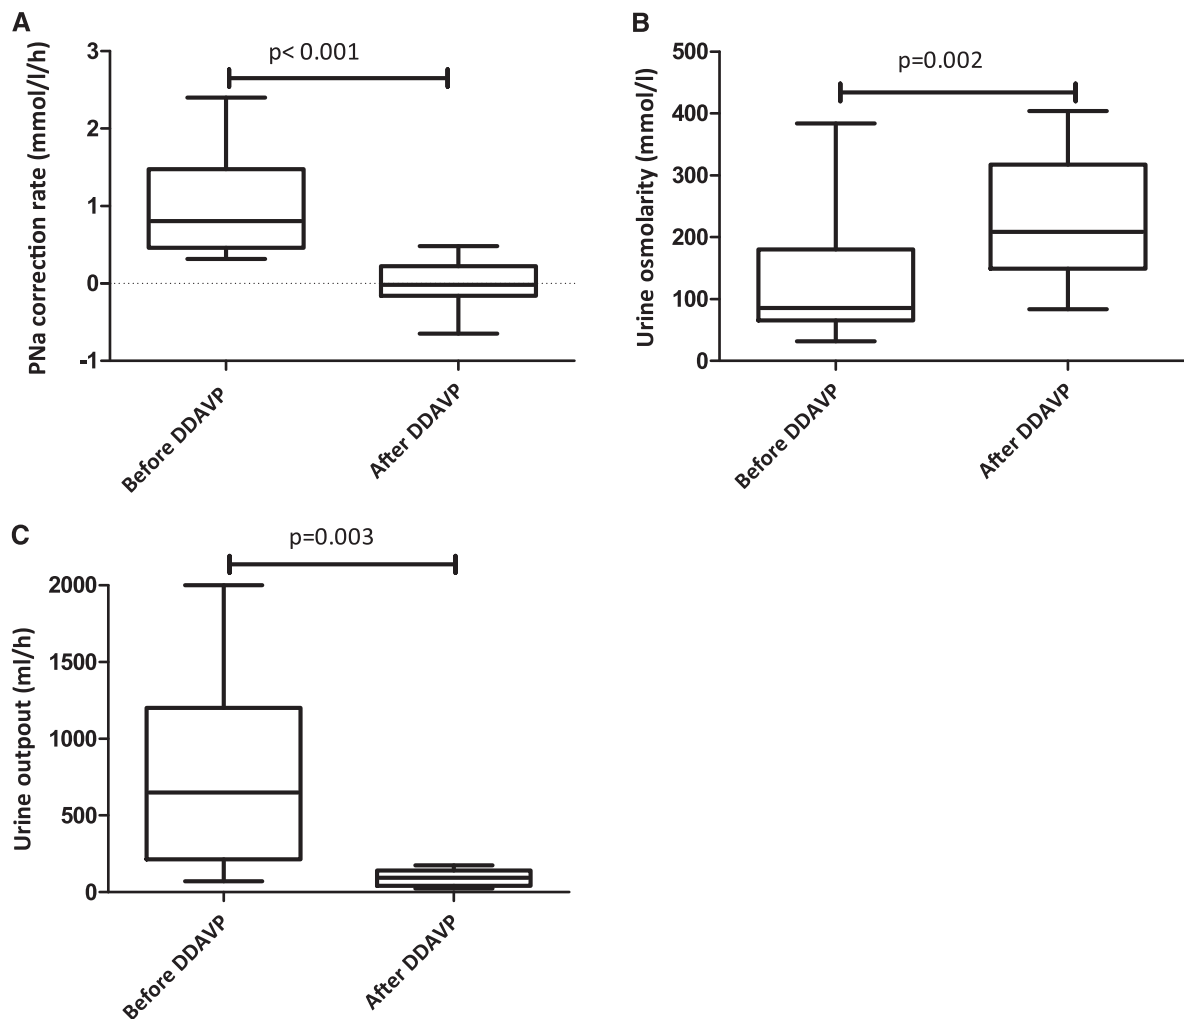 A
p< 0.001
PNa correction rate (mmol/l/h)
3
2
1
0
-1
Before DDAVP
After DDAVP
B
p=0.002
Urine osmolarity (mmol/l)
500
400
300
200
100
0
Before DDAVP
After DDAVP
C
p=0.003
Urine outpout (ml/h)
2000
1500
1000
500
0
Before DDAVP
After DDAVP